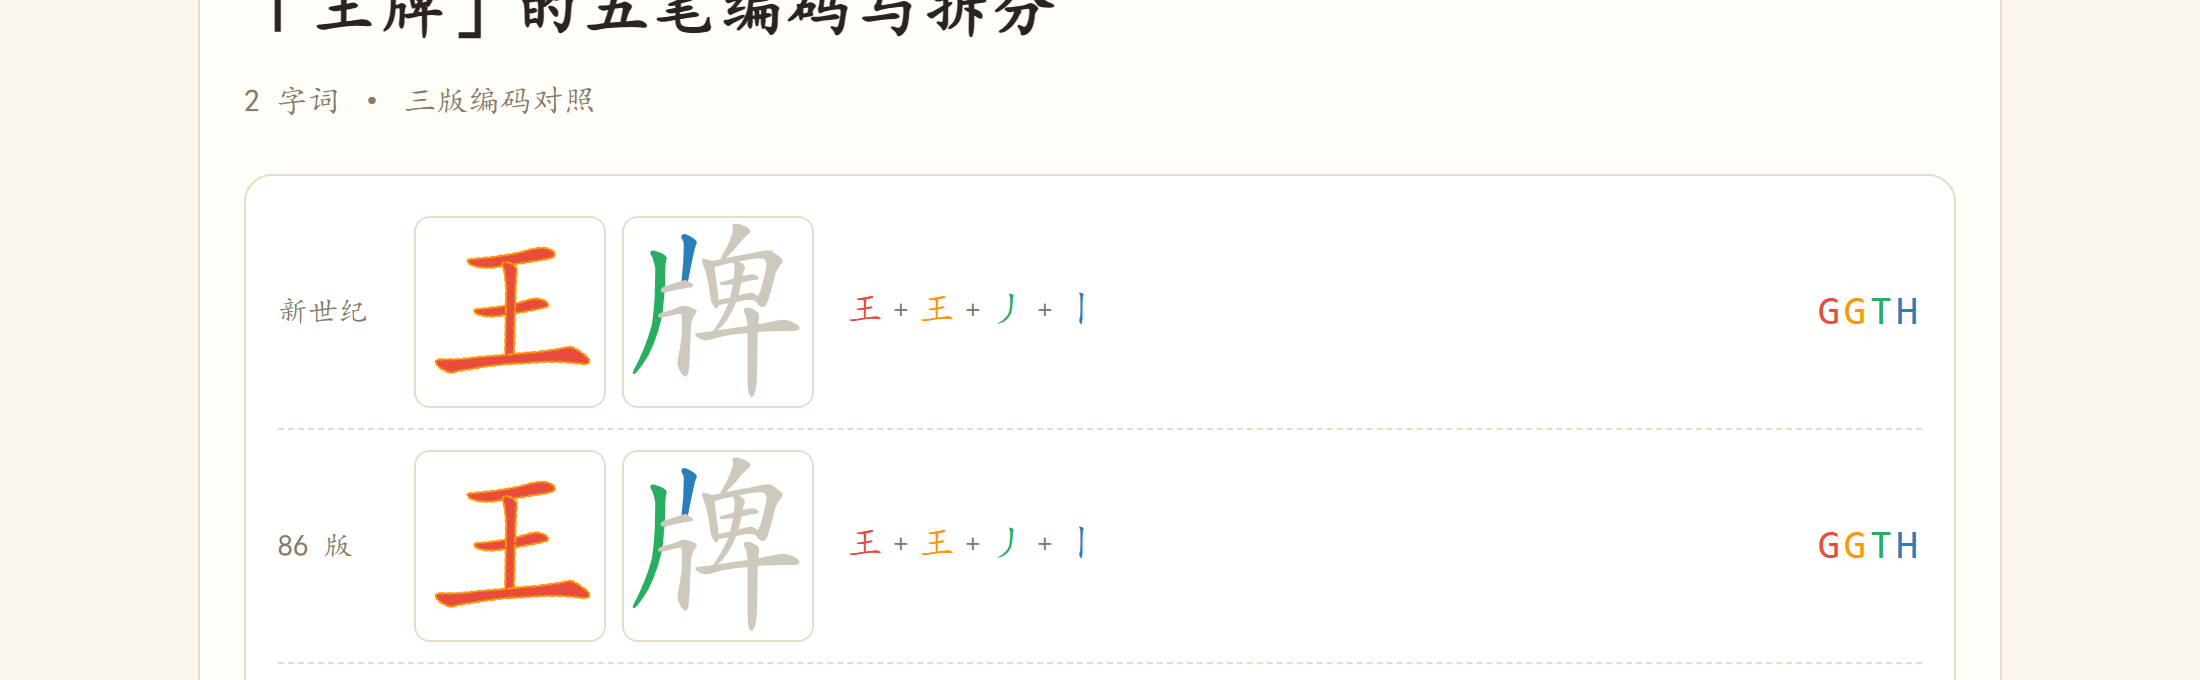 「王牌」的五笔编码与拆分
2 字词 • 三版编码对照
新世纪 王 牌 王 + 王 + 丿 + 丨 GGTH
86 版 王 牌 王 + 王 + 丿 + 丨 GGTH